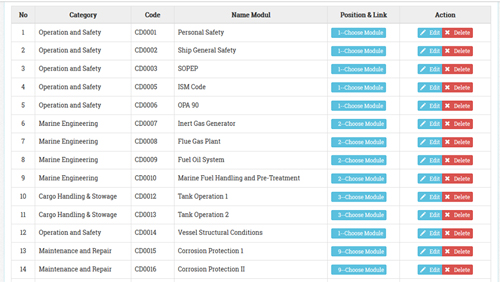 No Category Code Name Modul Position & Link Action
1 Operation and Safety CD0001 Personal Safety 1--Choose Module Edit Delete
2 Operation and Safety CD0002 Ship General Safety 1--Choose Module Edit Delete
3 Operation and Safety CD0003 SOPEP 1--Choose Module Edit Delete
4 Operation and Safety CD0005 ISM Code 1--Choose Module Edit Delete
5 Operation and Safety CD0006 OPA 90 1--Choose Module Edit Delete
6 Marine Engineering CD0007 Inert Gas Generator 2--Choose Module Edit Delete
7 Marine Engineering CD0008 Flue Gas Plant 2--Choose Module Edit Delete
8 Marine Engineering CD0009 Fuel Oil System 2--Choose Module Edit Delete
9 Marine Engineering CD0010 Marine Fuel Handling and Pre-Treatment 2--Choose Module Edit Delete
10 Cargo Handling & Stowage CD0012 Tank Operation 1 3--Choose Module Edit Delete
11 Cargo Handling & Stowage CD0013 Tank Operation 2 3--Choose Module Edit Delete
12 Operation and Safety CD0014 Vessel Structural Conditions 1--Choose Module Edit Delete
13 Maintenance and Repair CD0015 Corrosion Protection 1 9--Choose Module Edit Delete
14 Maintenance and Repair CD0016 Corrosion Protection II 9--Choose Module Edit Delete